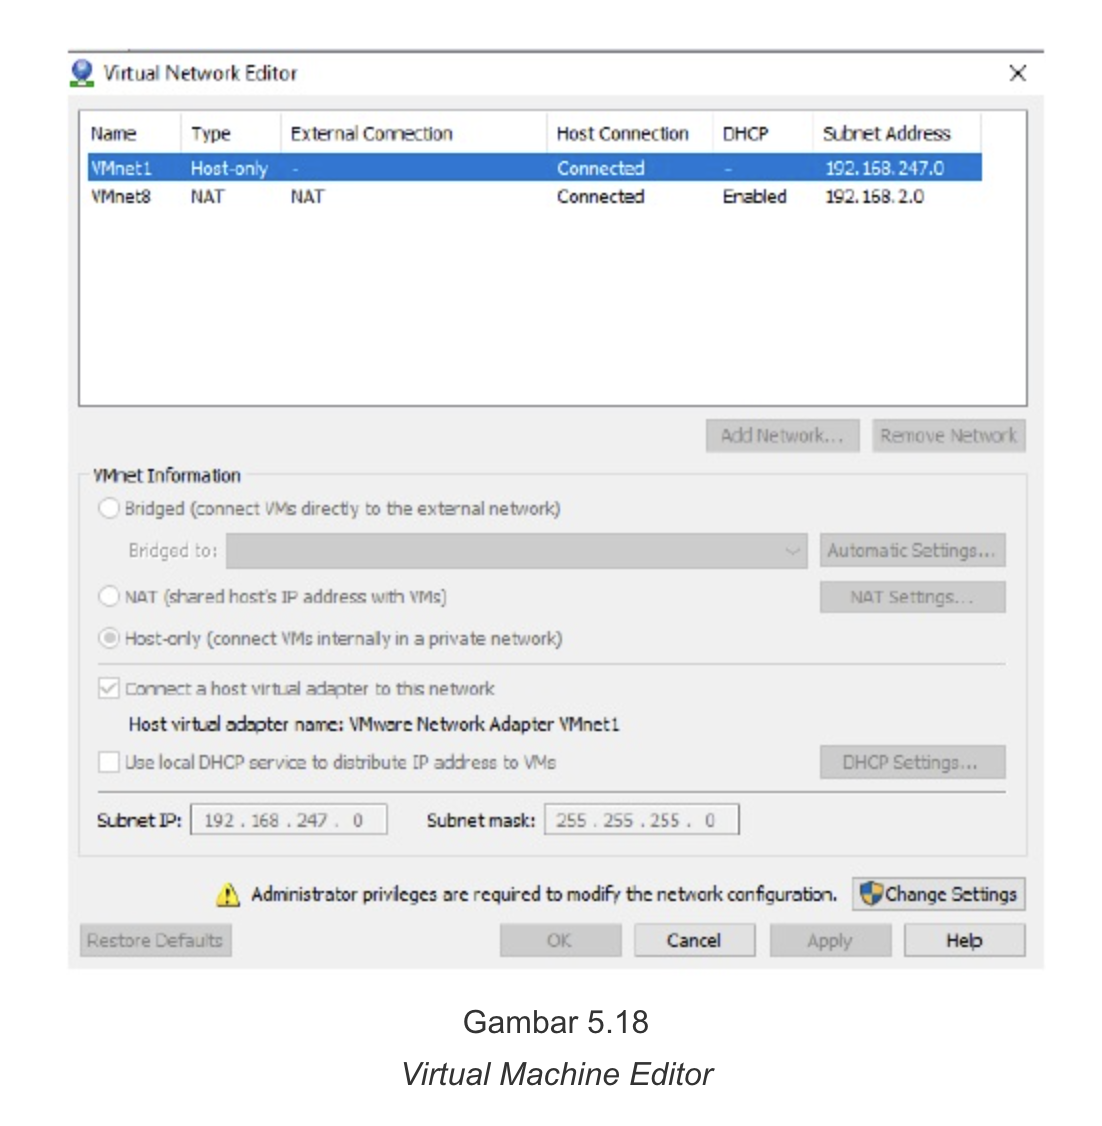 Virtual Network Editor
Name Type External Connection Host Connection DHCP Subnet Address
VMnet1 Host-only - Connected - 192.168.247.0
VMnet8 NAT NAT Connected Enabled 192.168.2.0
Add Network... Remove Network
VMnet Information
Bridged (connect VMs directly to the external network)
Bridged to: Automatic Settings...
NAT (shared host's IP address with VMs) NAT Settings...
Host-only (connect VMs internally in a private network)
Connect a host virtual adapter to this network
Host virtual adapter name: VMware Network Adapter VMnet1
Use local DHCP service to distribute IP address to VMs DHCP Settings...
Subnet IP: 192 . 168 . 247 . 0 Subnet mask: 255 . 255 . 255 . 0
Administrator privileges are required to modify the network configuration. Change Settings
Restore Defaults OK Cancel Apply Help
Gambar 5.18
Virtual Machine Editor